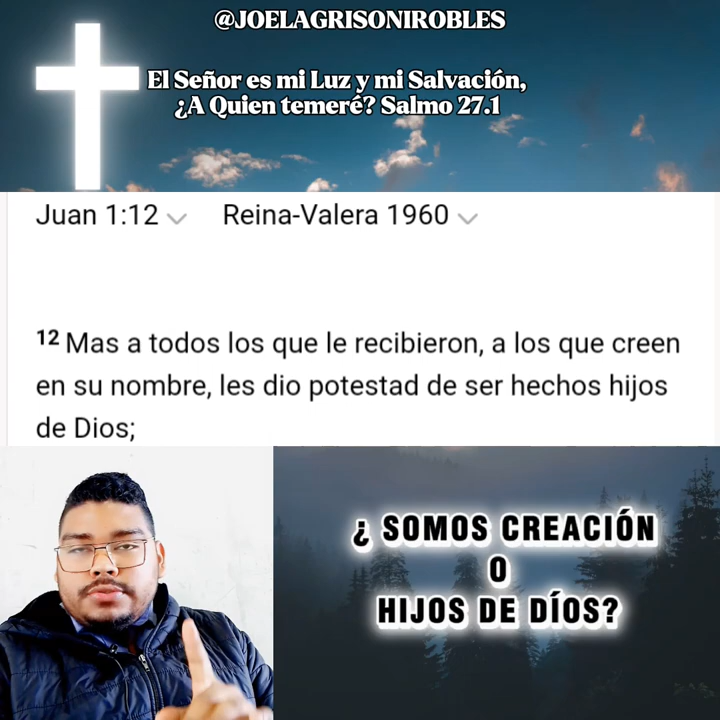 @JOELAGRISONIROBLES
El Señor es mi Luz y mi Salvación,
¿A Quien temeré? Salmo 27.1
Juan 1:12 Reina-Valera 1960
12 Mas a todos los que le recibieron, a los que creen
en su nombre, les dio potestad de ser hechos hijos
de Dios;
¿ SOMOS CREACIÓN
O
HIJOS DE DÍOS?